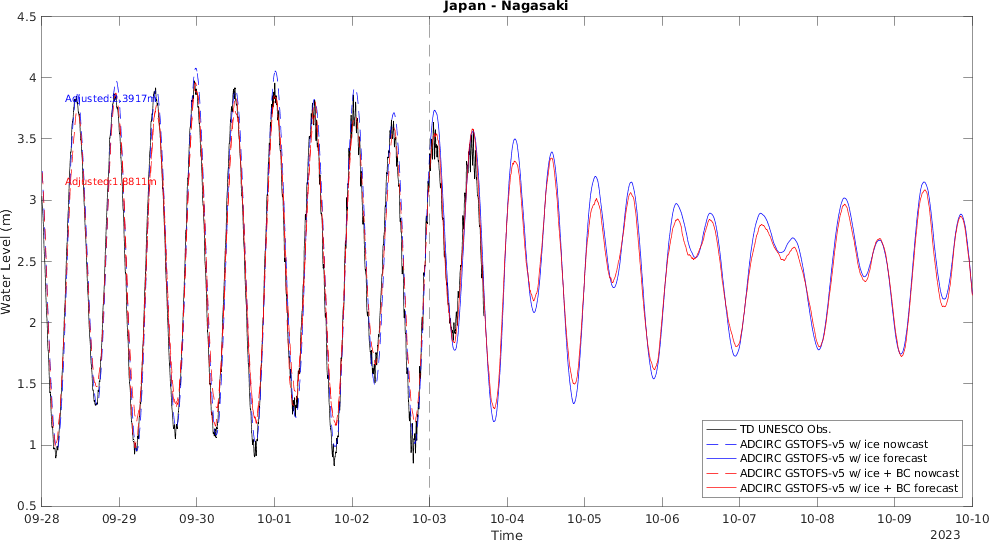 Japan - Nagasaki
Water Level (m)
4.5
4
3.5
3
2.5
2
1.5
1
0.5
Adjusted:1.8811m
TD UNESCO Obs.
ADCIRC GSTOFS-v5 w/ ice nowcast
ADCIRC GSTOFS-v5 w/ ice forecast
ADCIRC GSTOFS-v5 w/ ice + BC nowcast
ADCIRC GSTOFS-v5 w/ ice + BC forecast
09-28 09-29 09-30 10-01 10-02 10-03 10-04 10-05 10-06 10-07 10-08 10-09 10-10
Time
2023